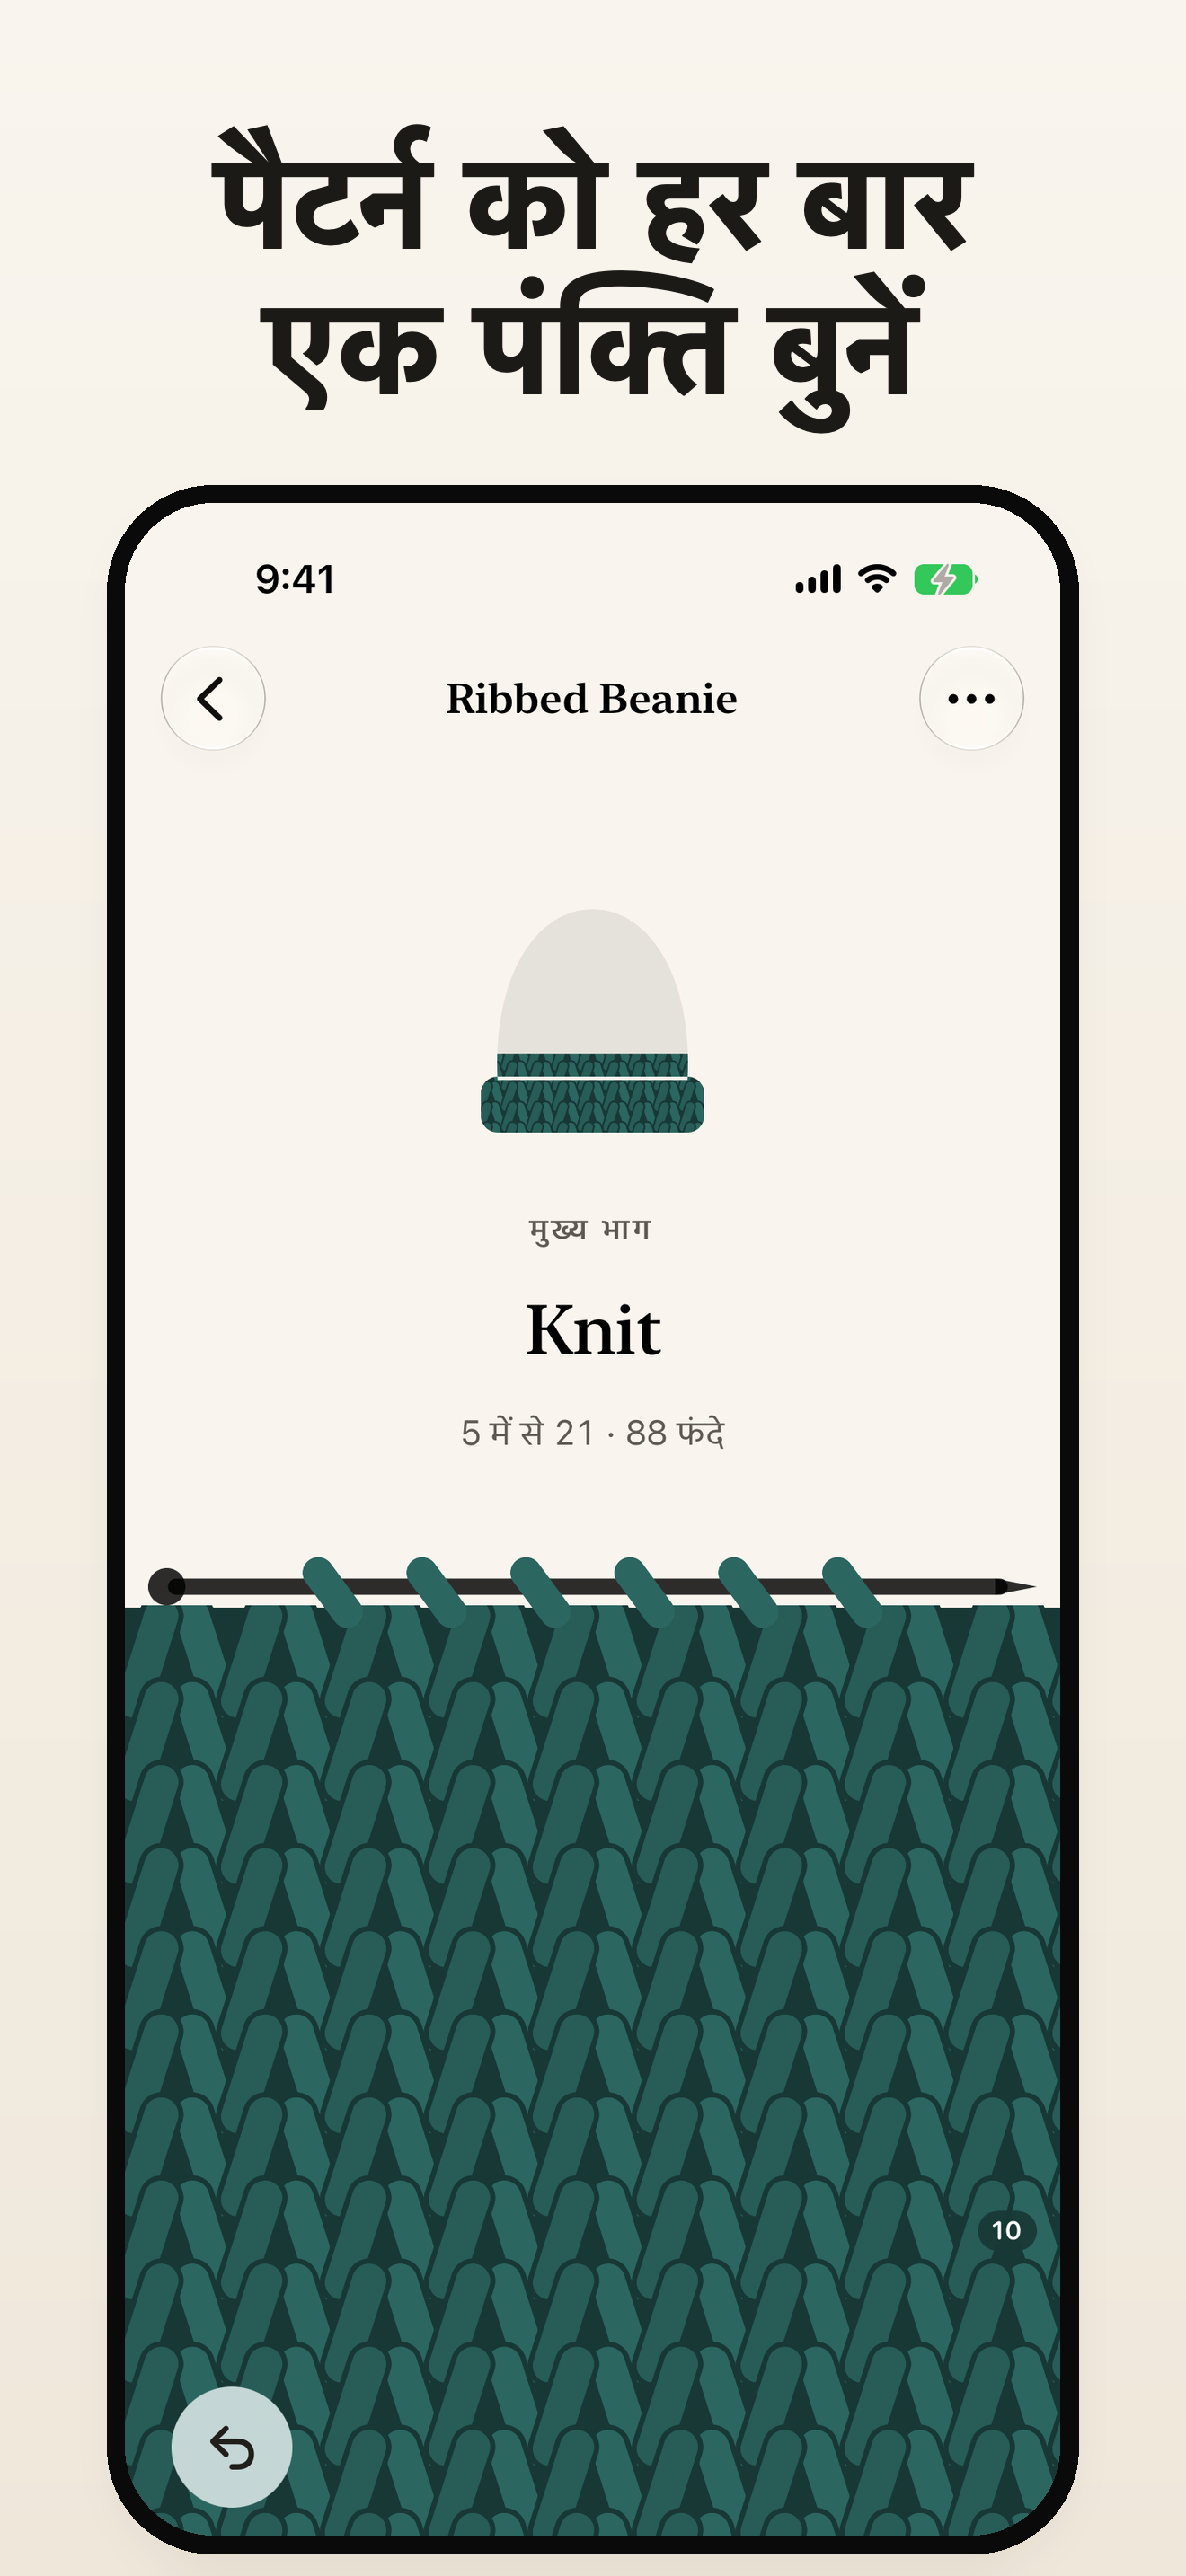 पैटर्न को हर बार
एक पंक्ति बुनें
9:41
Ribbed Beanie
मुख्य भाग
Knit
5 में से 21 · 88 फंदे
10